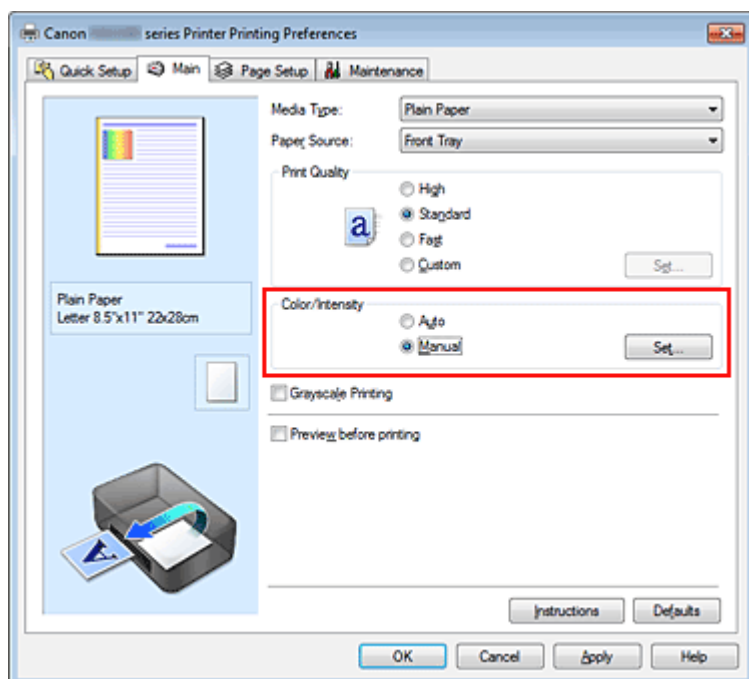 Canon series Printer Printing Preferences
Quick Setup Main Page Setup Maintenance
Media Type: Plain Paper
Paper Source: Front Tray
Print Quality
High
a Standard
Fast
Custom Set...
Plain Paper
Letter 8.5"x11" 22x28cm
Color/Intensity
Auto
Manual Set...
Grayscale Printing
Preview before printing
A
Instructions Defaults
OK Cancel Apply Help